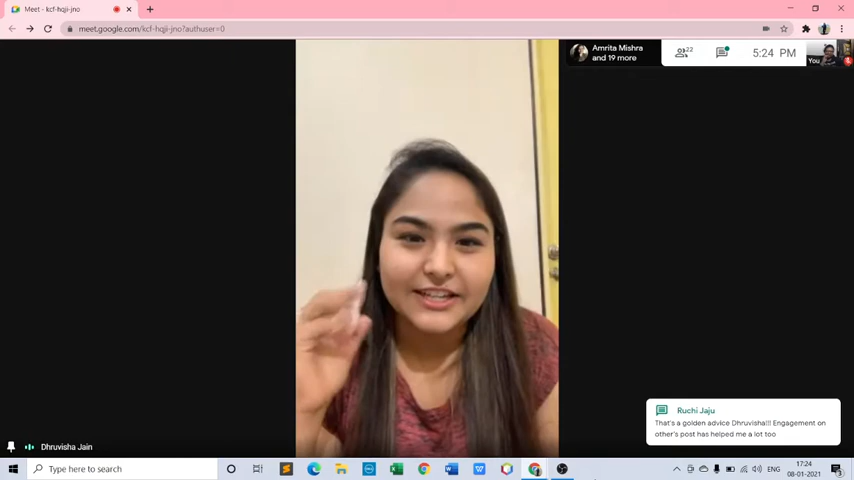 Meet - kcf-hqji-jno
meet.google.com/kcf-hqji-jno?authuser=0
Amrita Mishra
and 19 more
22
5:24 PM
You
Ruchi Jaju
That's a golden advice Dhruvisha!!! Engagement on
other's post has helped me a lot too
Dhruvisha Jain
Type here to search
ENG
17:24
08-01-2021
3